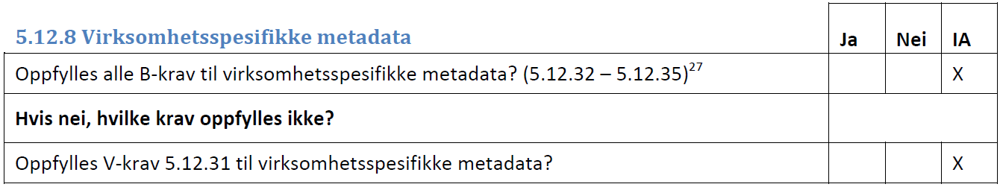 5.12.8 Virksomhetsspesifikke metadata Ja Nei IA
Oppfylles alle B-krav til virksomhetsspesifikke metadata? (5.12.32 – 5.12.35)27 X
Hvis nei, hvilke krav oppfylles ikke?
Oppfylles V-krav 5.12.31 til virksomhetsspesifikke metadata? X